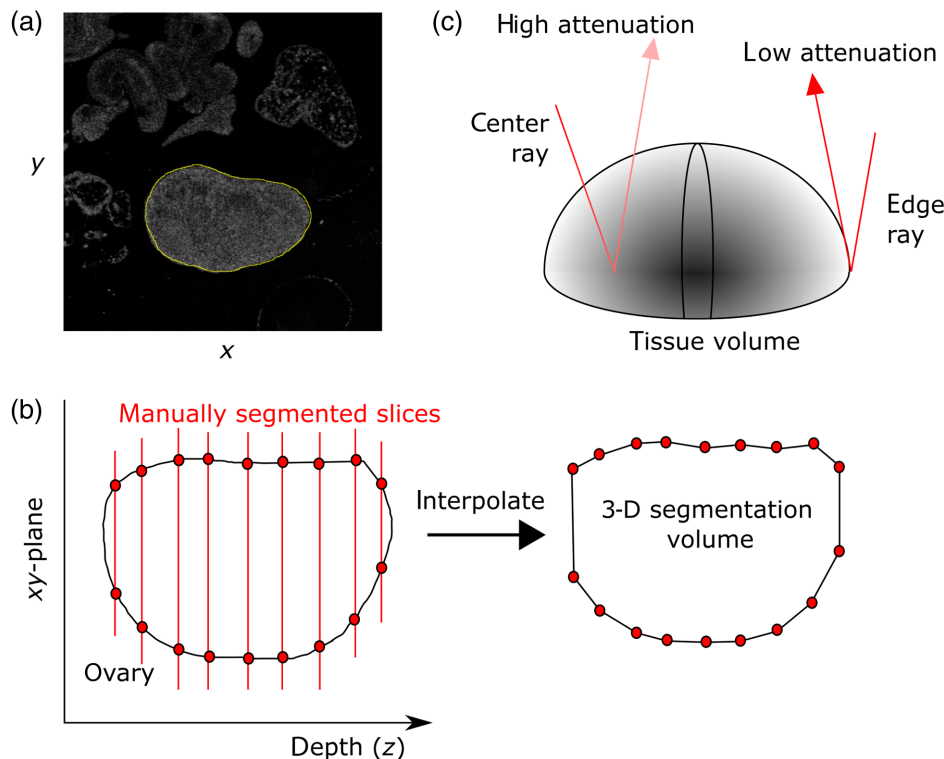 (a)
y
x
(c)
High attenuation
Low attenuation
Center
ray
Edge
ray
Tissue volume
(b)
Manually segmented slices
xy-plane
Ovary
Depth (z)
Interpolate
3-D segmentation
volume